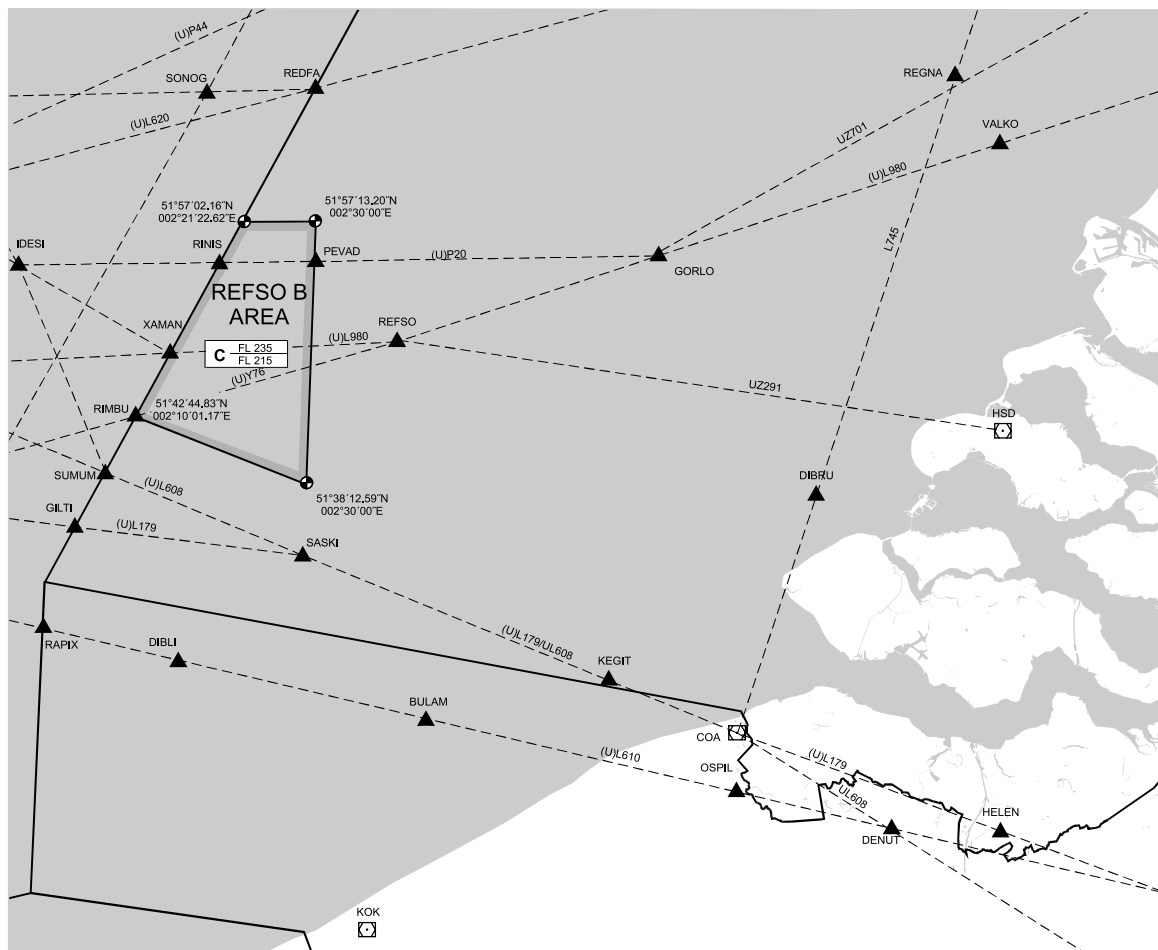 (U)P44
SONOG
REDFA
REGNA
(U)L620
VALKO
UZ701
(U)L980
51°57´02.16˝N
002°21´22.62˝E
51°57´13.20˝N
002°30´00˝E
L745
IDESI
RINIS
PEVAD
(U)P20
GORLO
REFSO B
AREA
XAMAN
REFSO
C
FL 235
FL 215
(U)L980
(U)Y76
UZ291
RIMBU
51°42´44.83˝N
002°10´01.17˝E
HSD
SUMUM
(U)L608
DIBRU
51°38´12.59˝N
002°30´00˝E
GILTI
(U)L179
SASKI
RAPIX
DIBLI
(U)L179/UL608
KEGIT
BULAM
COA
(U)L610
(U)L179
OSPIL
UL608
HELEN
DENUT
KOK